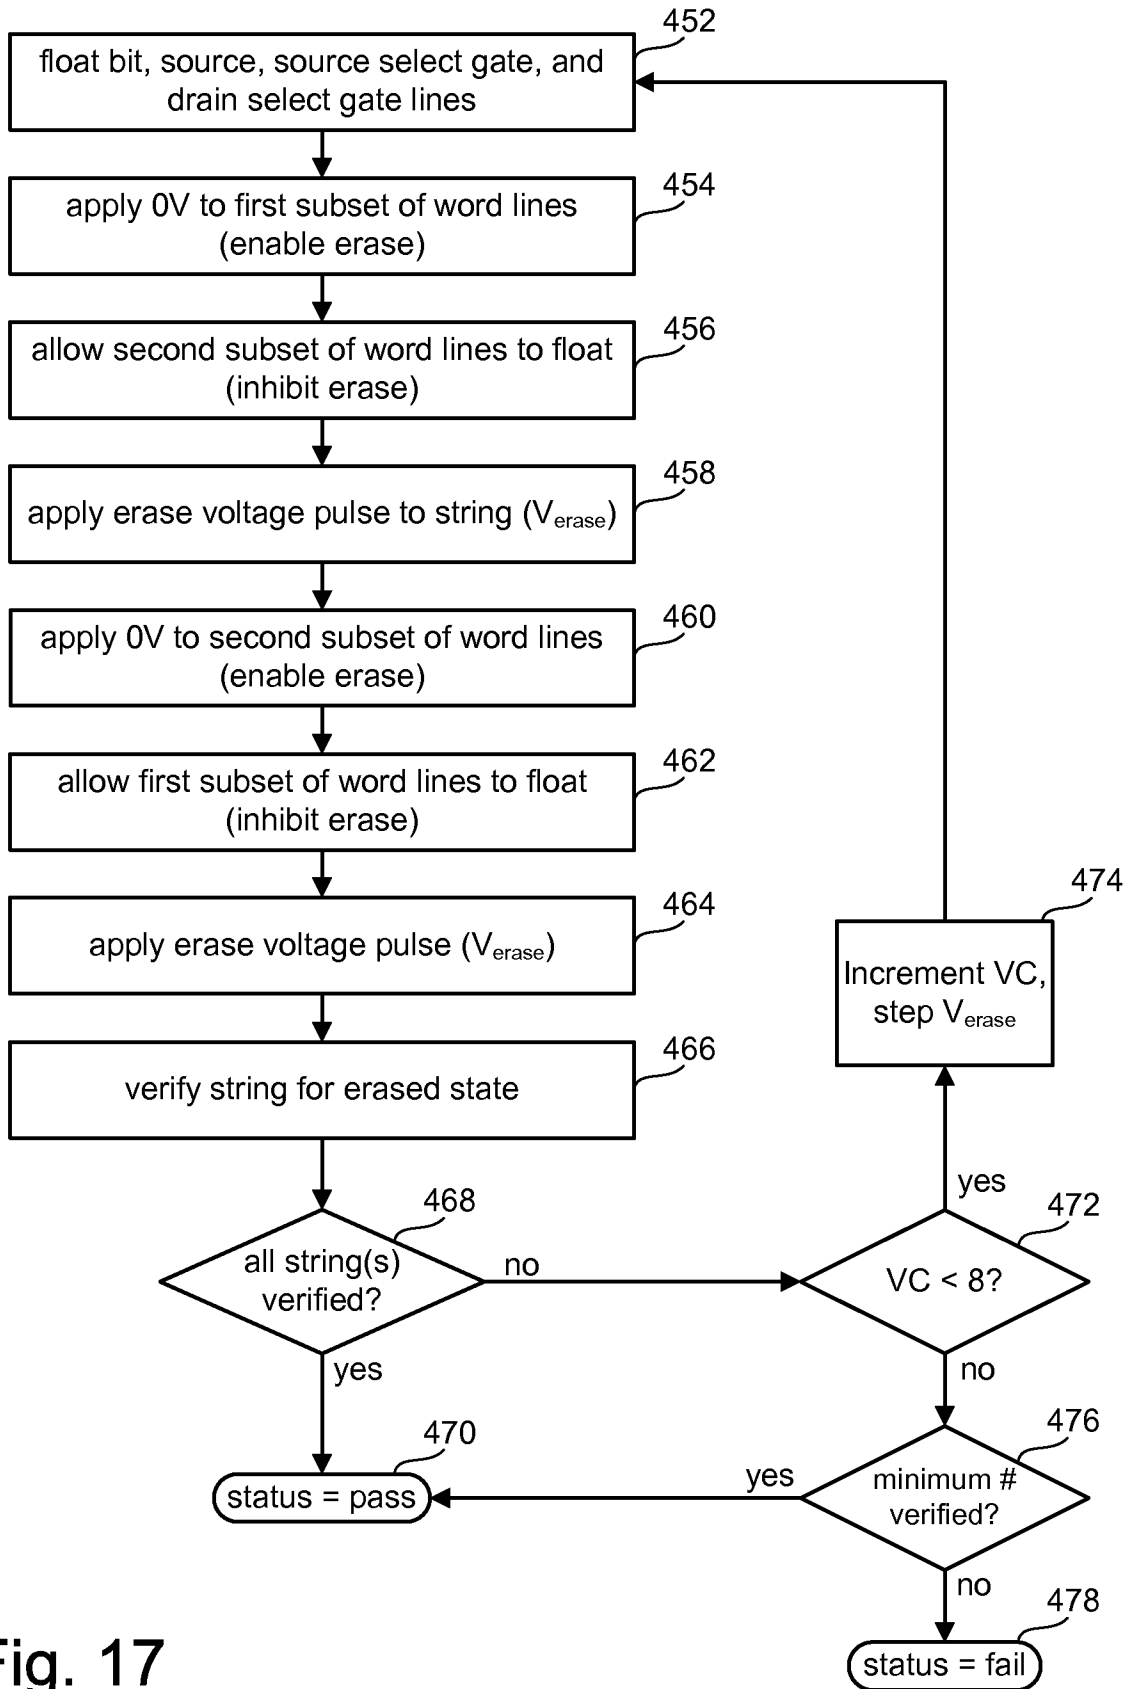 452
float bit, source, source select gate, and
drain select gate lines
454
apply 0V to first subset of word lines
(enable erase)
456
allow second subset of word lines to float
(inhibit erase)
458
apply erase voltage pulse to string (Verase)
460
apply 0V to second subset of word lines
(enable erase)
462
allow first subset of word lines to float
(inhibit erase)
464
apply erase voltage pulse (Verase)
474
Increment VC,
step Verase
466
verify string for erased state
468
all string(s)
verified?
no
yes
472
VC < 8?
yes
no
470
status = pass
476
minimum #
verified?
yes
no
478
status = fail
Fig. 17